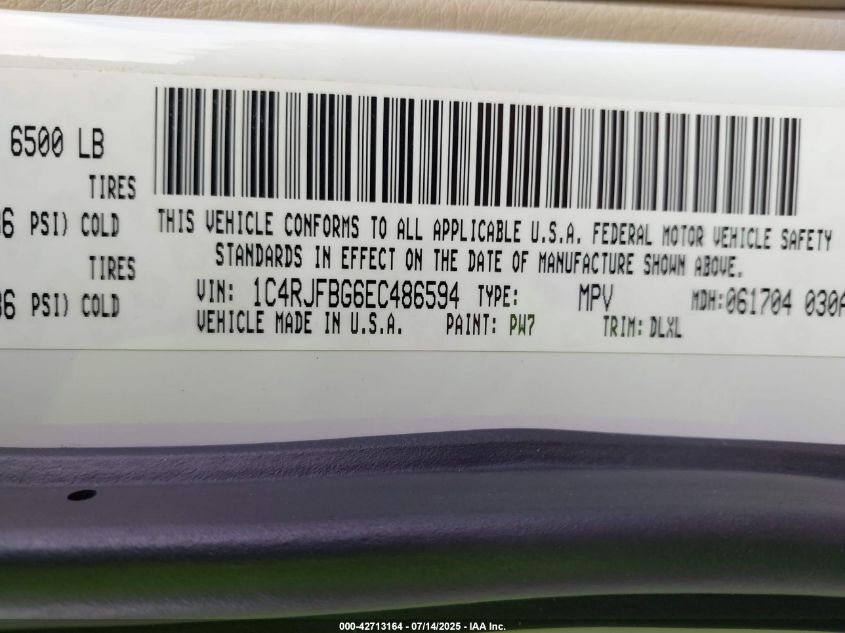 6500 LB
TIRES
PSI) COLD
TIRES
PSI) COLD
THIS VEHICLE CONFORMS TO ALL APPLICABLE U.S.A. FEDERAL MOTOR VEHICLE SAFETY
STANDARDS IN EFFECT ON THE DATE OF MANUFACTURE SHOWN ABOVE.
VIN: 1C4RJFBG6EC486594 TYPE: MPV MDH:061704 030A
VEHICLE MADE IN U.S.A. PAINT: PW7 TRIM: DLXL
000-42713164 - 07/14/2025 - IAA Inc.